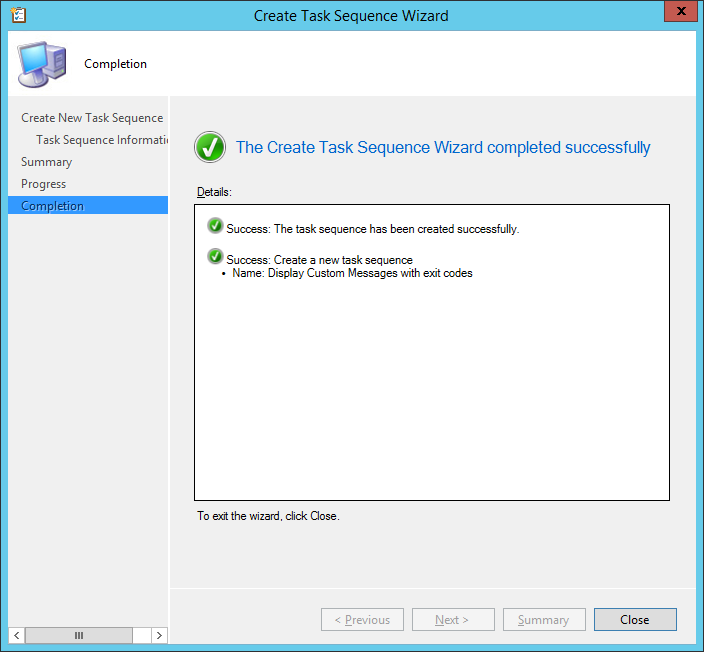 Create Task Sequence Wizard
x
Completion
Create New Task Sequence
Task Sequence Informati
Summary
Progress
Completion
The Create Task Sequence Wizard completed successfully
Details:
Success: The task sequence has been created successfully.
Success: Create a new task sequence
• Name: Display Custom Messages with exit codes
To exit the wizard, click Close.
< Previous
Next >
Summary
Close